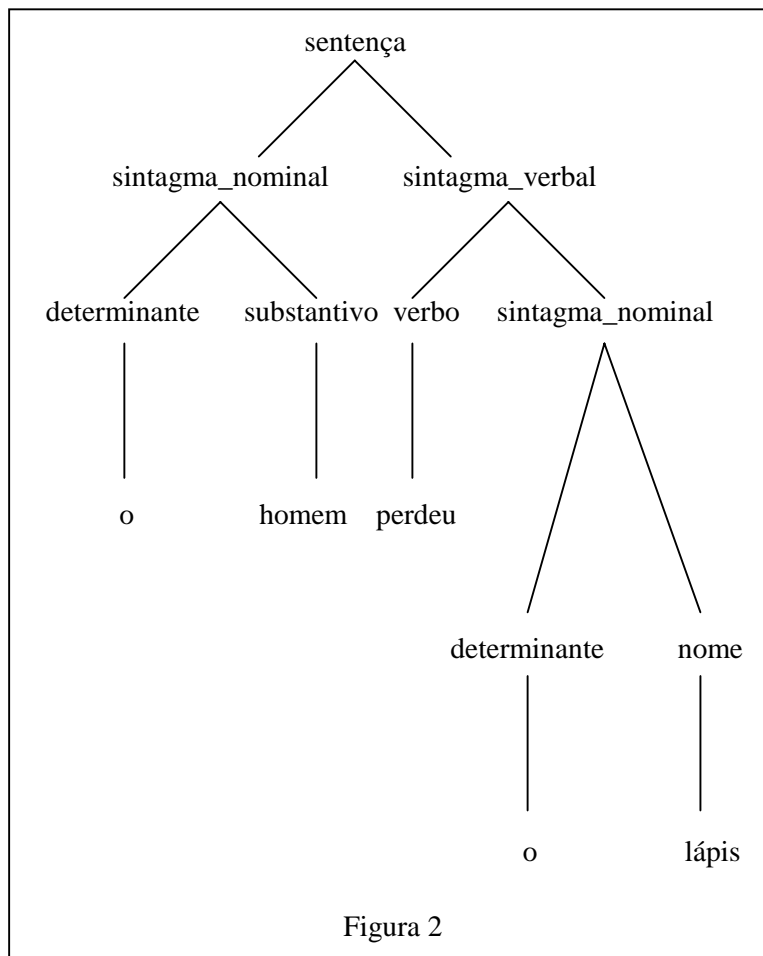 sentença
sintagma_nominal sintagma_verbal
determinante substantivo verbo sintagma_nominal
o homem perdeu
determinante nome
o lápis
Figura 2